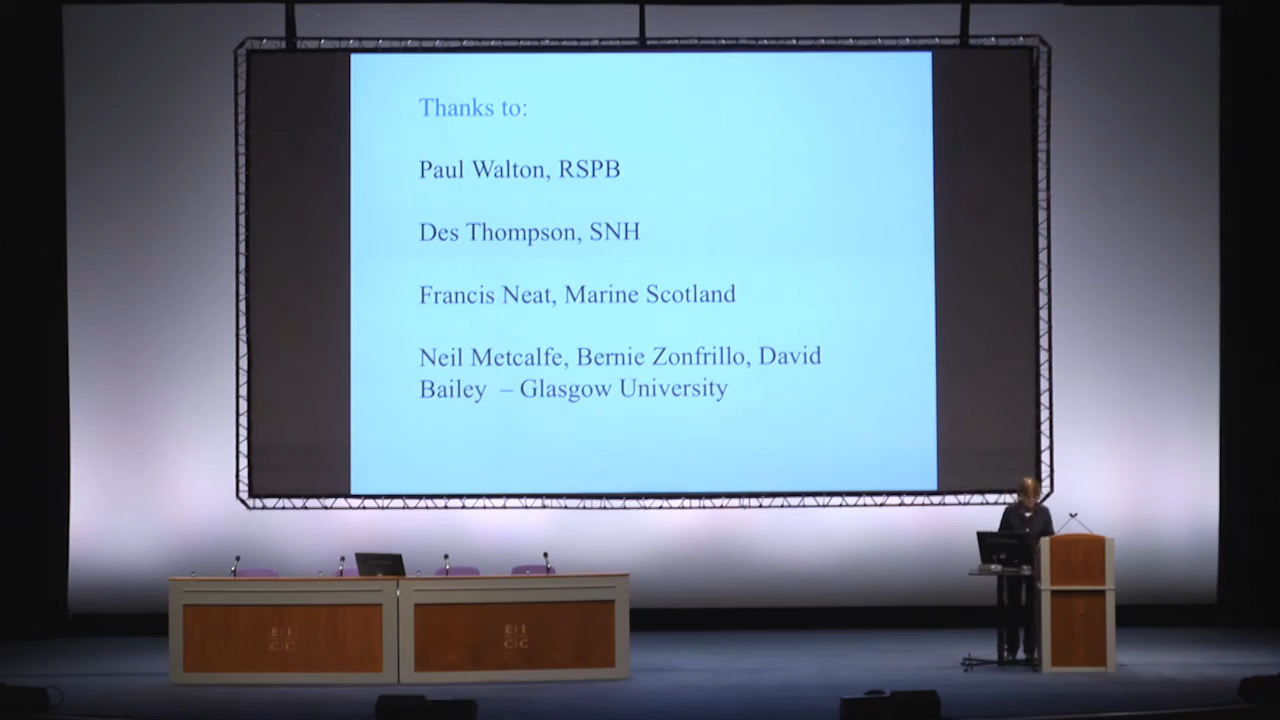 Thanks to:
Paul Walton, RSPB
Des Thompson, SNH
Francis Neat, Marine Scotland
Neil Metcalfe, Bernie Zonfrillo, David
Bailey – Glasgow University
E I
C C
E I
C C